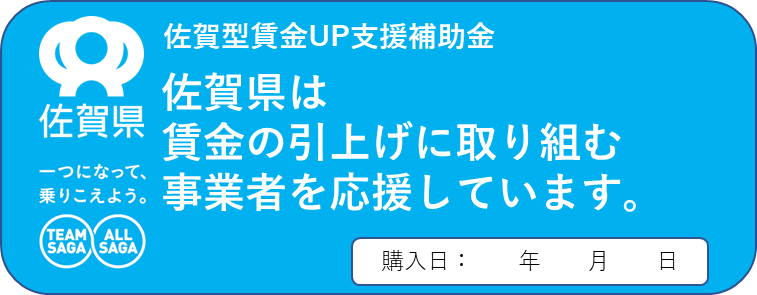 佐賀型賃金UP支援補助金
佐賀県は
賃金の引上げに取り組む
事業者を応援しています。
佐賀県
一つになって、
乗りこえよう。
TEAM
SAGA
ALL
SAGA
購入日： 年 月 日